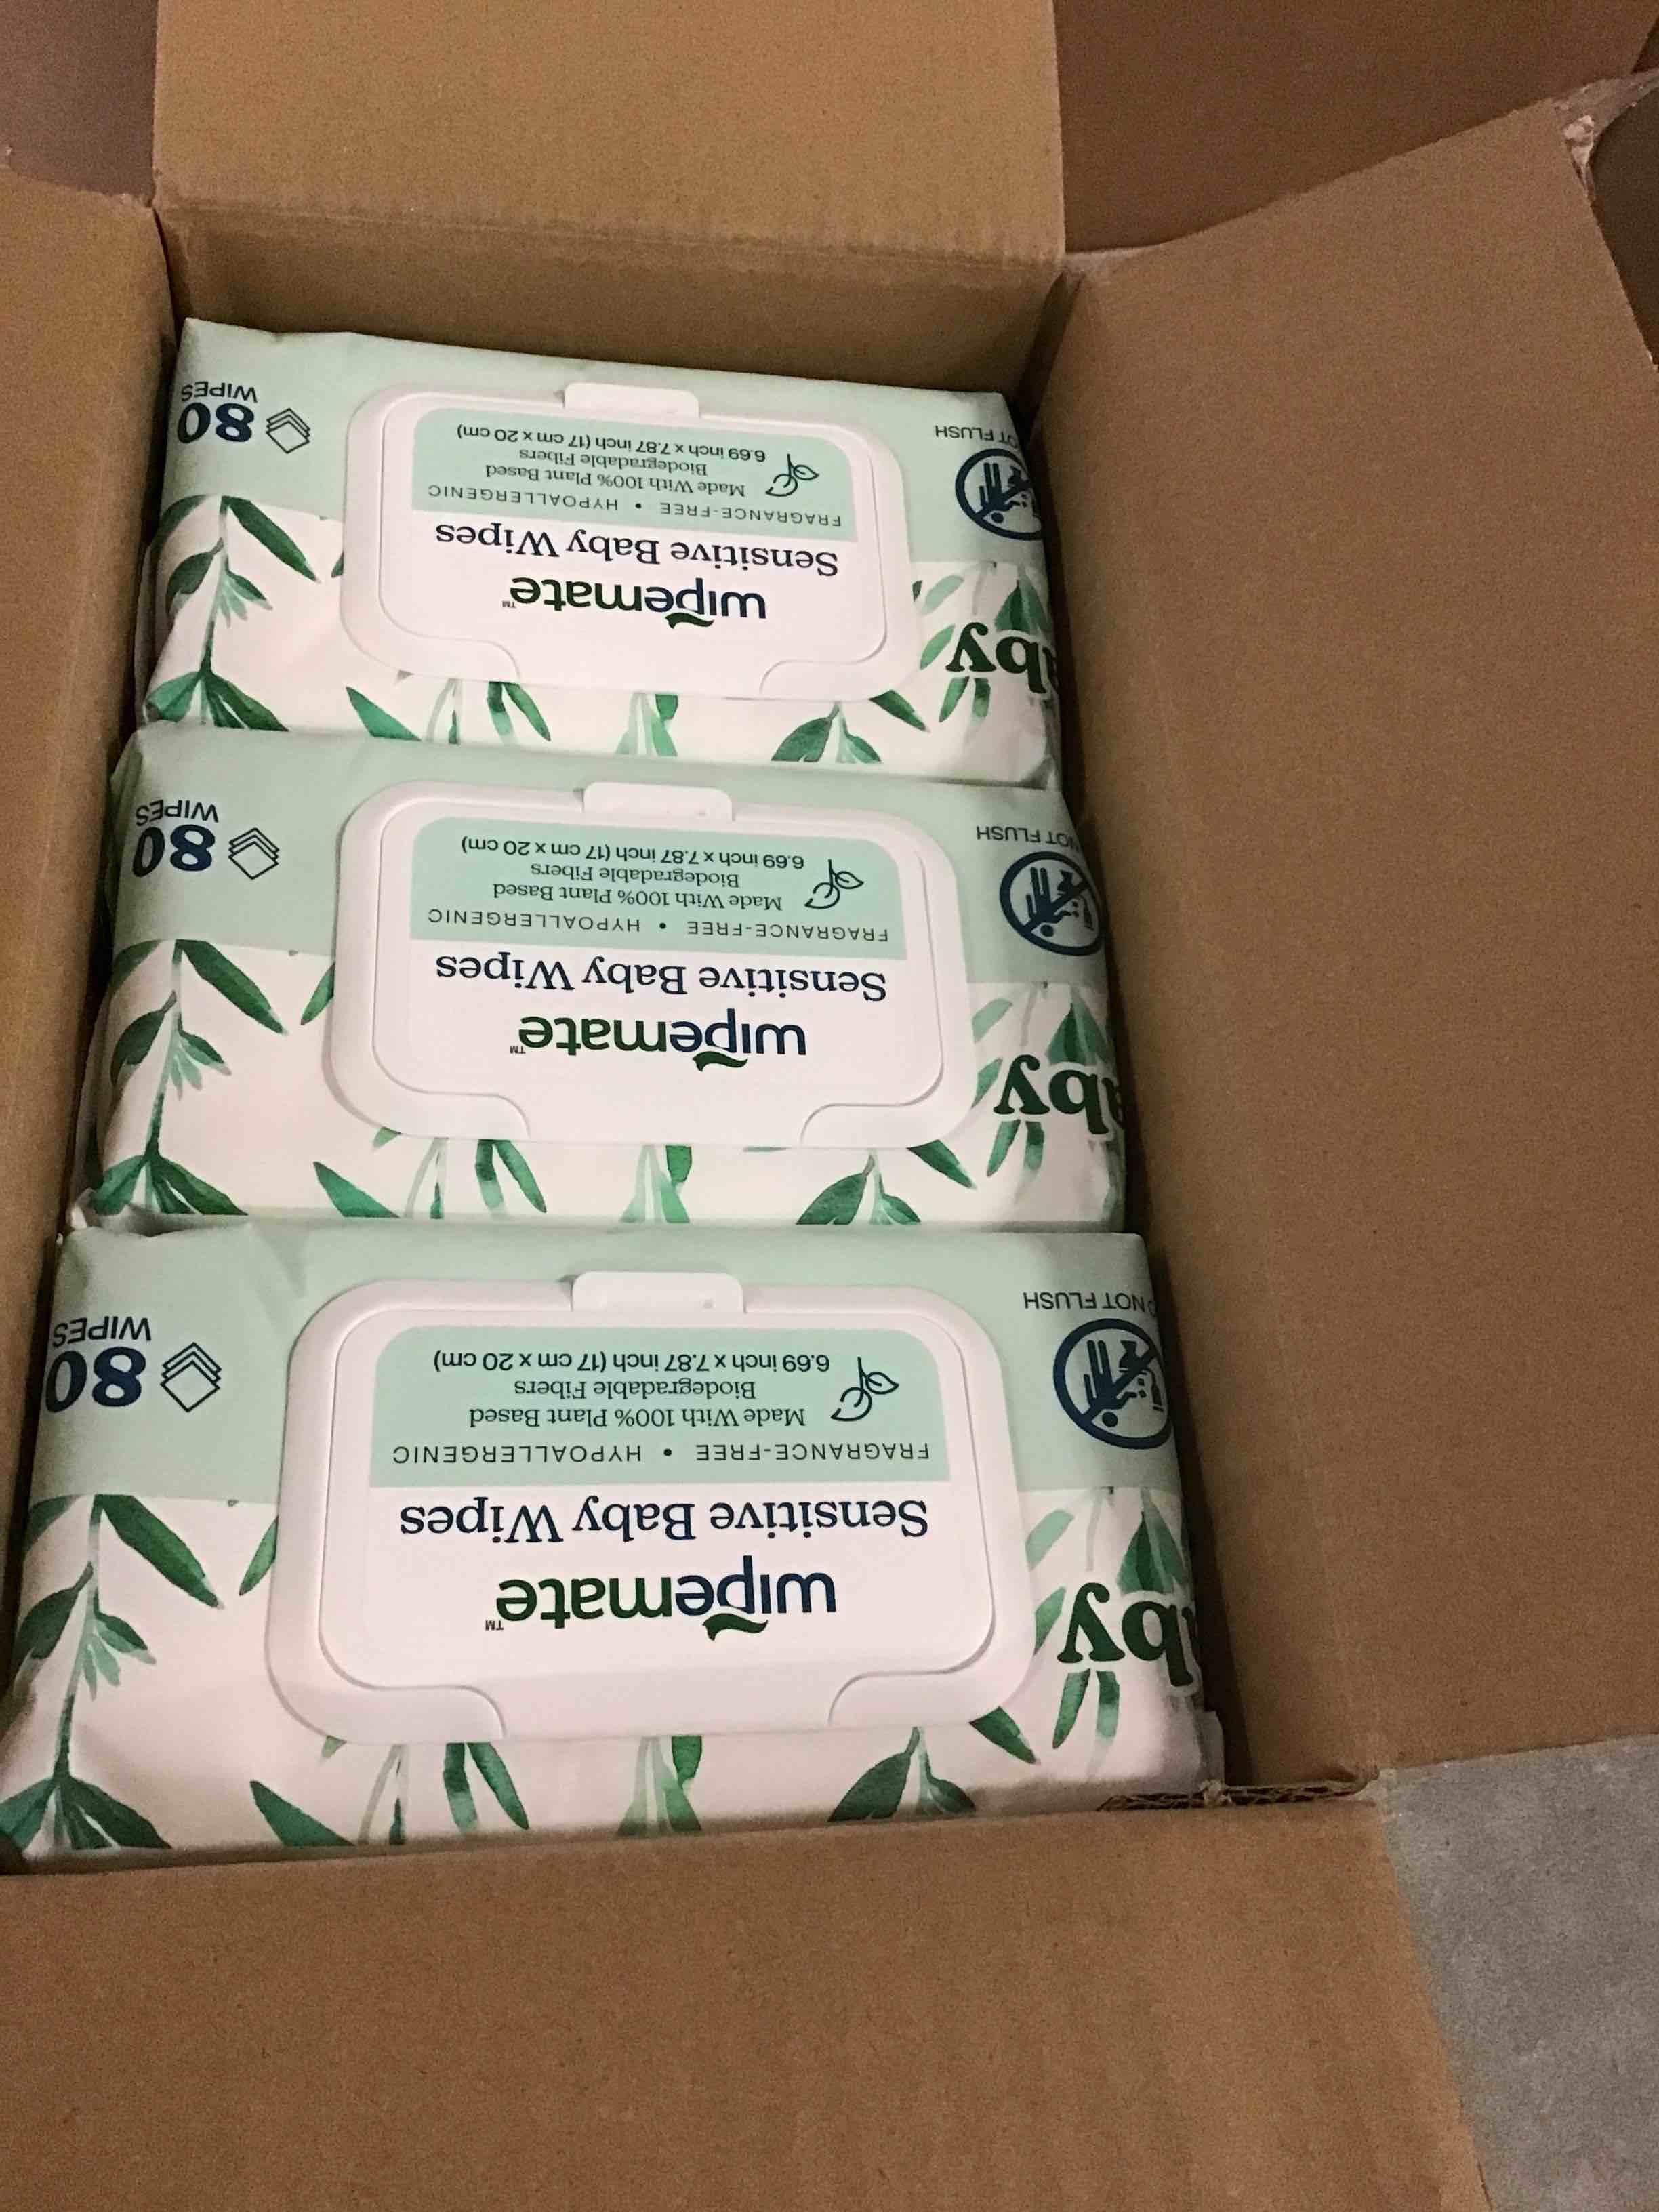 wipemate™
by
Sensitive Baby Wipes
FRAGRANCE-FREE • HYPOALLERGENIC
Made With 100% Plant Based
Biodegradable Fibers
6.69 inch x 7.87 inch (17 cm x 20 cm)
NOT FLUSH
80
WIPES
wipemate™
aby
Sensitive Baby Wipes
FRAGRANCE-FREE • HYPOALLERGENIC
Made With 100% Plant Based
Biodegradable Fibers
6.69 inch x 7.87 inch (17 cm x 20 cm)
NOT FLUSH
80
WIPES
wipemate™
aby
Sensitive Baby Wipes
FRAGRANCE-FREE • HYPOALLERGENIC
Made With 100% Plant Based
Biodegradable Fibers
6.69 inch x 7.87 inch (17 cm x 20 cm)
OT FLUSH
80
WIPES